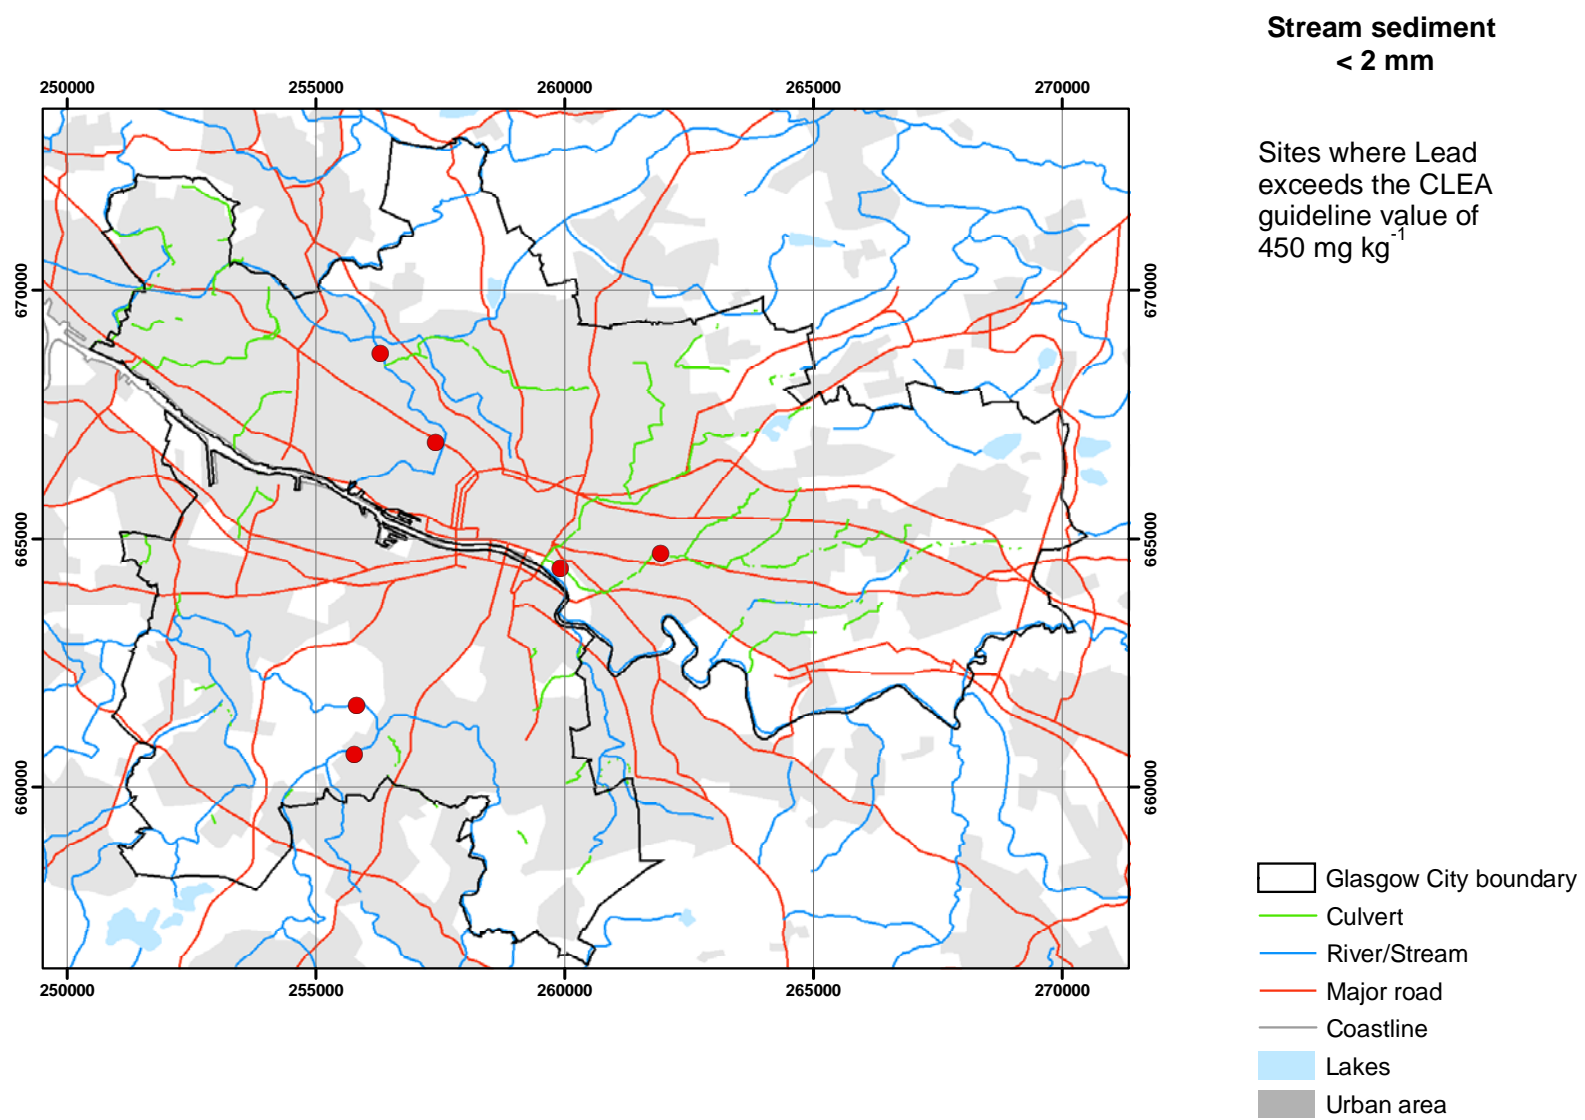 Stream sediment
< 2 mm
250000 255000 260000 265000 270000
Sites where Lead
exceeds the CLEA
guideline value of
450 mg kg-1
670000 670000
665000 665000
660000 660000
250000 255000 260000 265000 270000
Glasgow City boundary
Culvert
River/Stream
Major road
Coastline
Lakes
Urban area